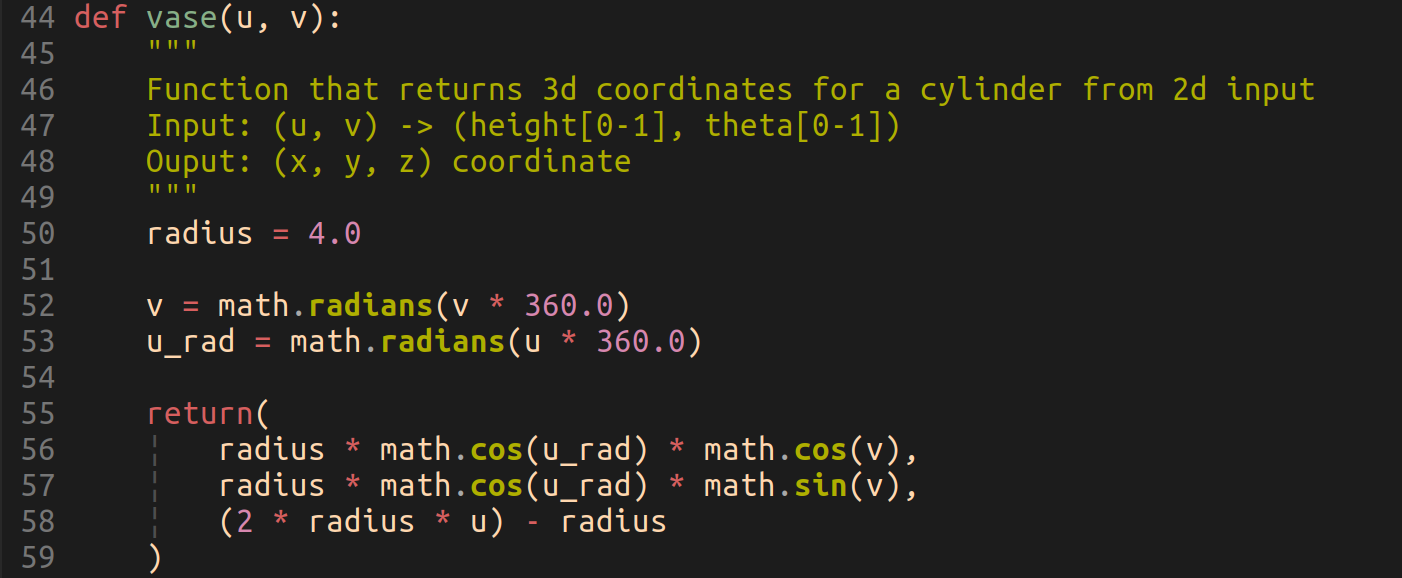 44 def vase(u, v):
45     """
46     Function that returns 3d coordinates for a cylinder from 2d input
47     Input: (u, v) -> (height[0-1], theta[0-1])
48     Ouput: (x, y, z) coordinate
49     """
50     radius = 4.0
51
52     v = math.radians(v * 360.0)
53     u_rad = math.radians(u * 360.0)
54
55     return(
56         radius * math.cos(u_rad) * math.cos(v),
57         radius * math.cos(u_rad) * math.sin(v),
58         (2 * radius * u) - radius
59     )